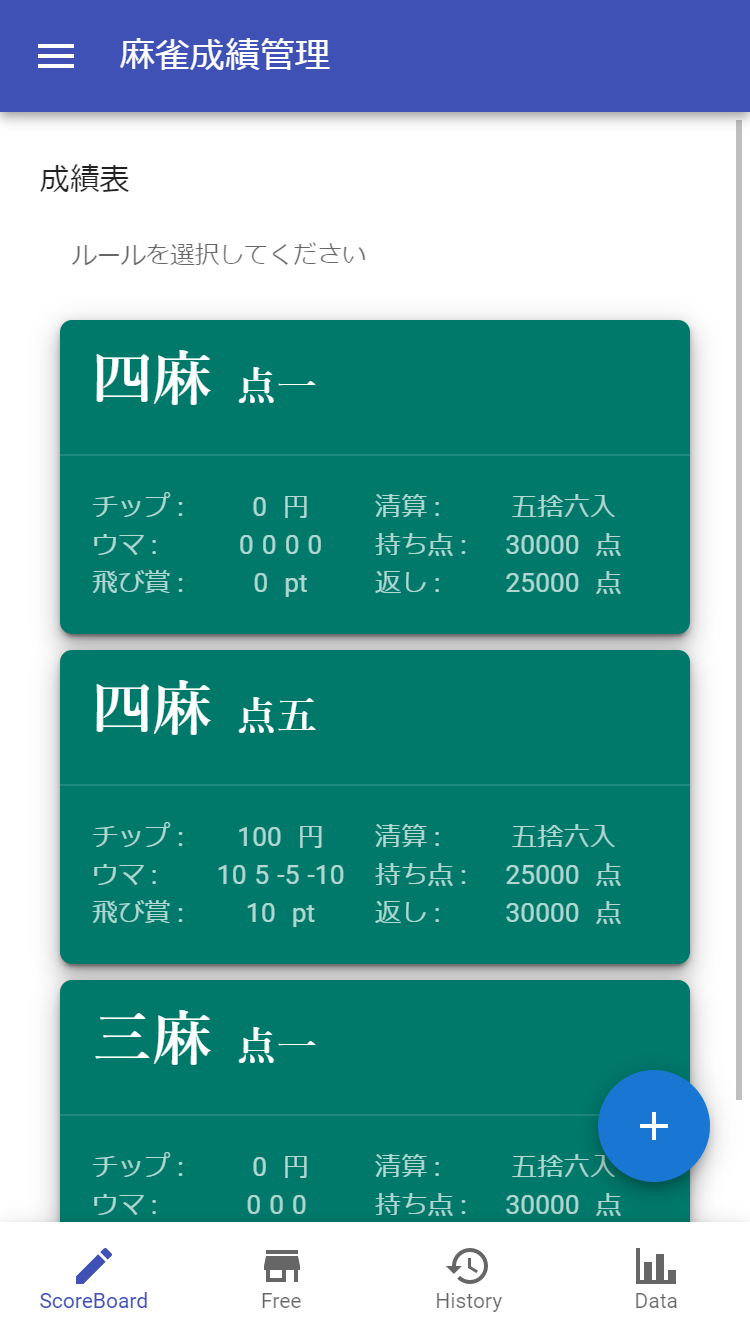 麻雀成績管理
成績表
ルールを選択してください
四麻 点一
チップ : 0 円 清算 : 五捨六入
ウマ : 0 0 0 0 持ち点 : 30000 点
飛び賞 : 0 pt 返し : 25000 点
四麻 点五
チップ : 100 円 清算 : 五捨六入
ウマ : 10 5 -5 -10 持ち点 : 25000 点
飛び賞 : 10 pt 返し : 30000 点
三麻 点一
チップ : 0 円 清算 : 五捨六入
ウマ : 0 0 0 持ち点 : 30000 点
ScoreBoard Free History Data